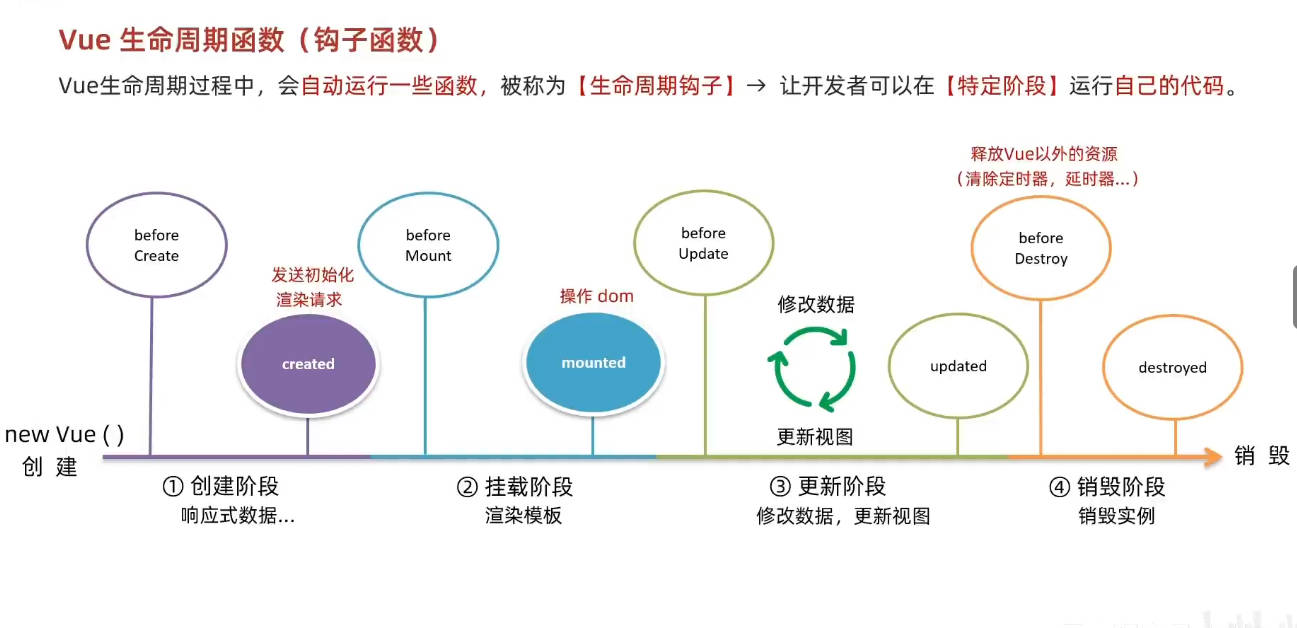 Vue 生命周期函数（钩子函数）
Vue生命周期过程中，会自动运行一些函数，被称为【生命周期钩子】→ 让开发者可以在【特定阶段】运行自己的代码。
释放Vue以外的资源
（清除定时器，延时器...）
before
Create
before
Mount
before
Update
before
Destroy
发送初始化
渲染请求
操作 dom
修改数据
created
mounted
updated
destroyed
new Vue ( )
创 建
更新视图
销 毁
① 创建阶段
响应式数据...
② 挂载阶段
渲染模板
③ 更新阶段
修改数据，更新视图
④ 销毁阶段
销毁实例